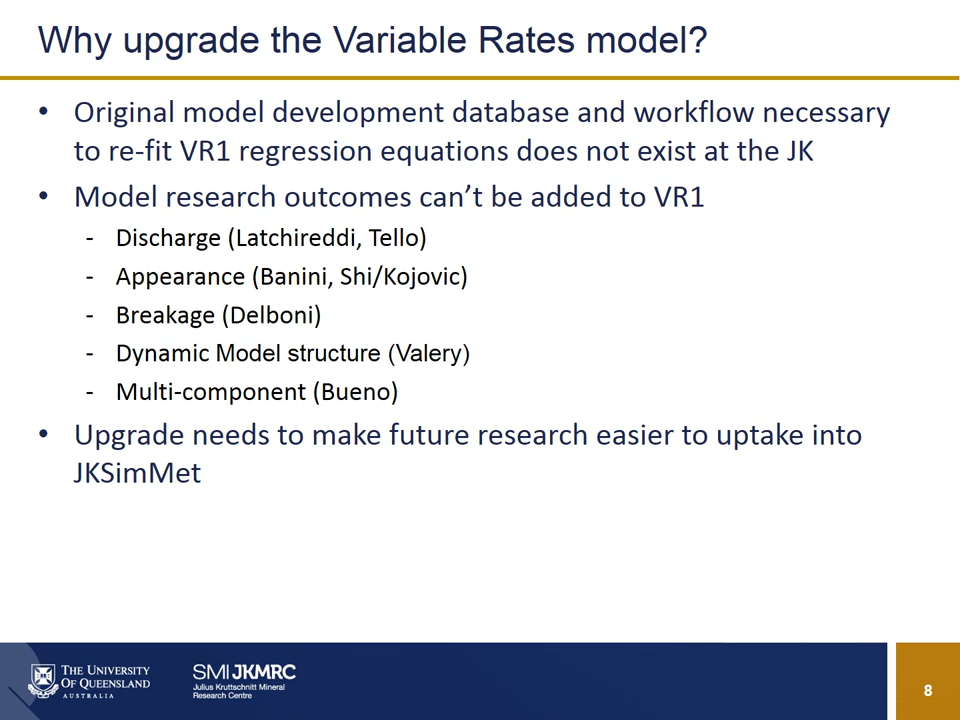 Why upgrade the Variable Rates model?
• Original model development database and workflow necessary
to re-fit VR1 regression equations does not exist at the JK
• Model research outcomes can’t be added to VR1
- Discharge (Latchireddi, Tello)
- Appearance (Banini, Shi/Kojovic)
- Breakage (Delboni)
- Dynamic Model structure (Valery)
- Multi-component (Bueno)
• Upgrade needs to make future research easier to uptake into
JKSimMet
THE UNIVERSITY
OF QUEENSLAND
AUSTRALIA
SMI JKMRC
Julius Kruttschnitt Mineral
Research Centre
8